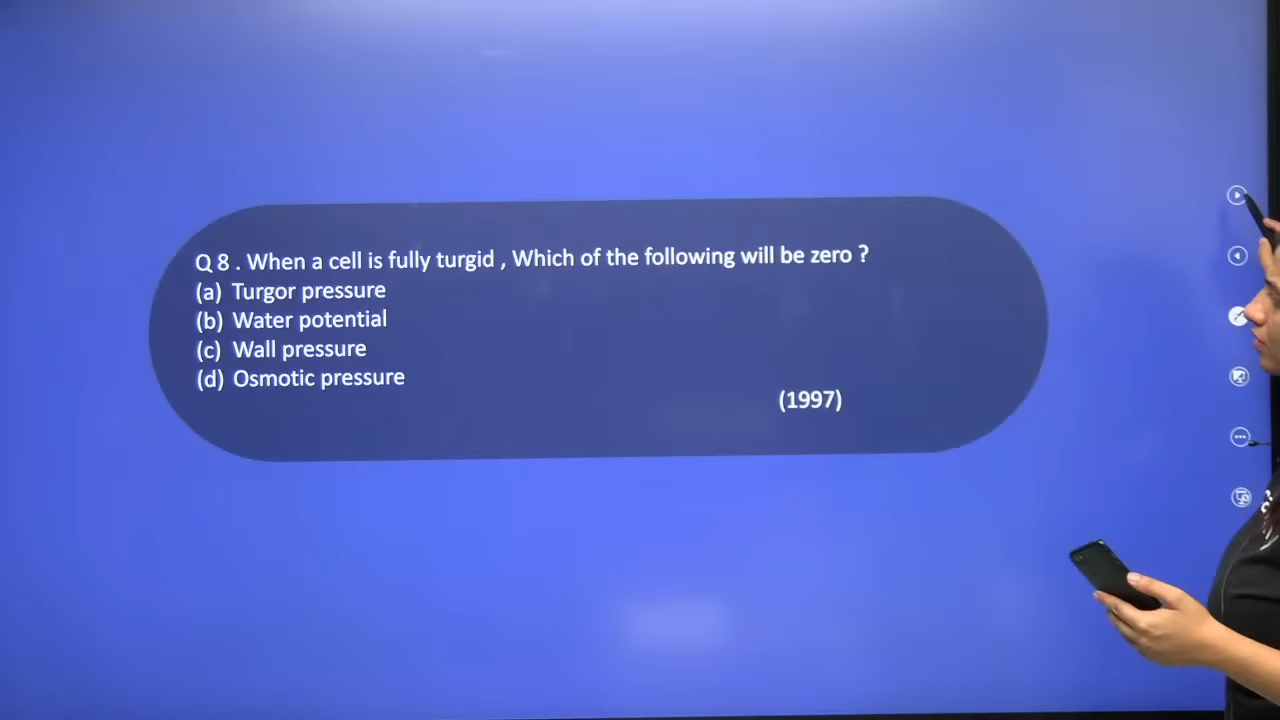 Q 8 . When a cell is fully turgid , Which of the following will be zero ?
(a) Turgor pressure
(b) Water potential
(c) Wall pressure
(d) Osmotic pressure
(1997)